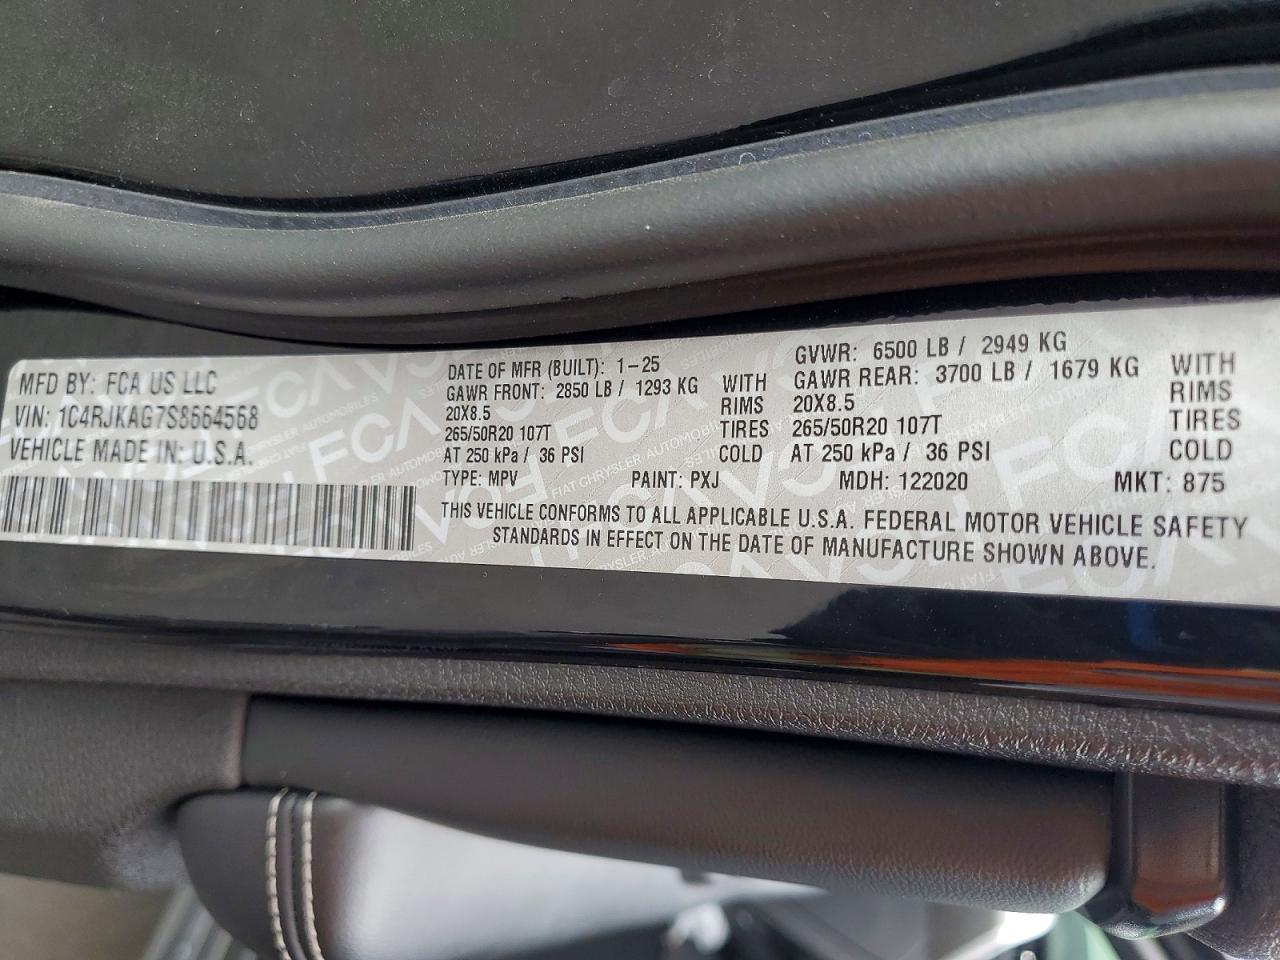 MFD BY: FCA US LLC
VIN: 1C4RJKAG7S8664568
VEHICLE MADE IN: U.S.A.
DATE OF MFR (BUILT): 1-25
GAWR FRONT: 2850 LB / 1293 KG WITH
20X8.5 RIMS
265/50R20 107T TIRES
AT 250 kPa / 36 PSI COLD
GVWR: 6500 LB / 2949 KG
GAWR REAR: 3700 LB / 1679 KG WITH
20X8.5 RIMS
265/50R20 107T TIRES
AT 250 kPa / 36 PSI COLD
TYPE: MPV PAINT: PXJ MDH: 122020 MKT: 875
THIS VEHICLE CONFORMS TO ALL APPLICABLE U.S.A. FEDERAL MOTOR VEHICLE SAFETY
STANDARDS IN EFFECT ON THE DATE OF MANUFACTURE SHOWN ABOVE.